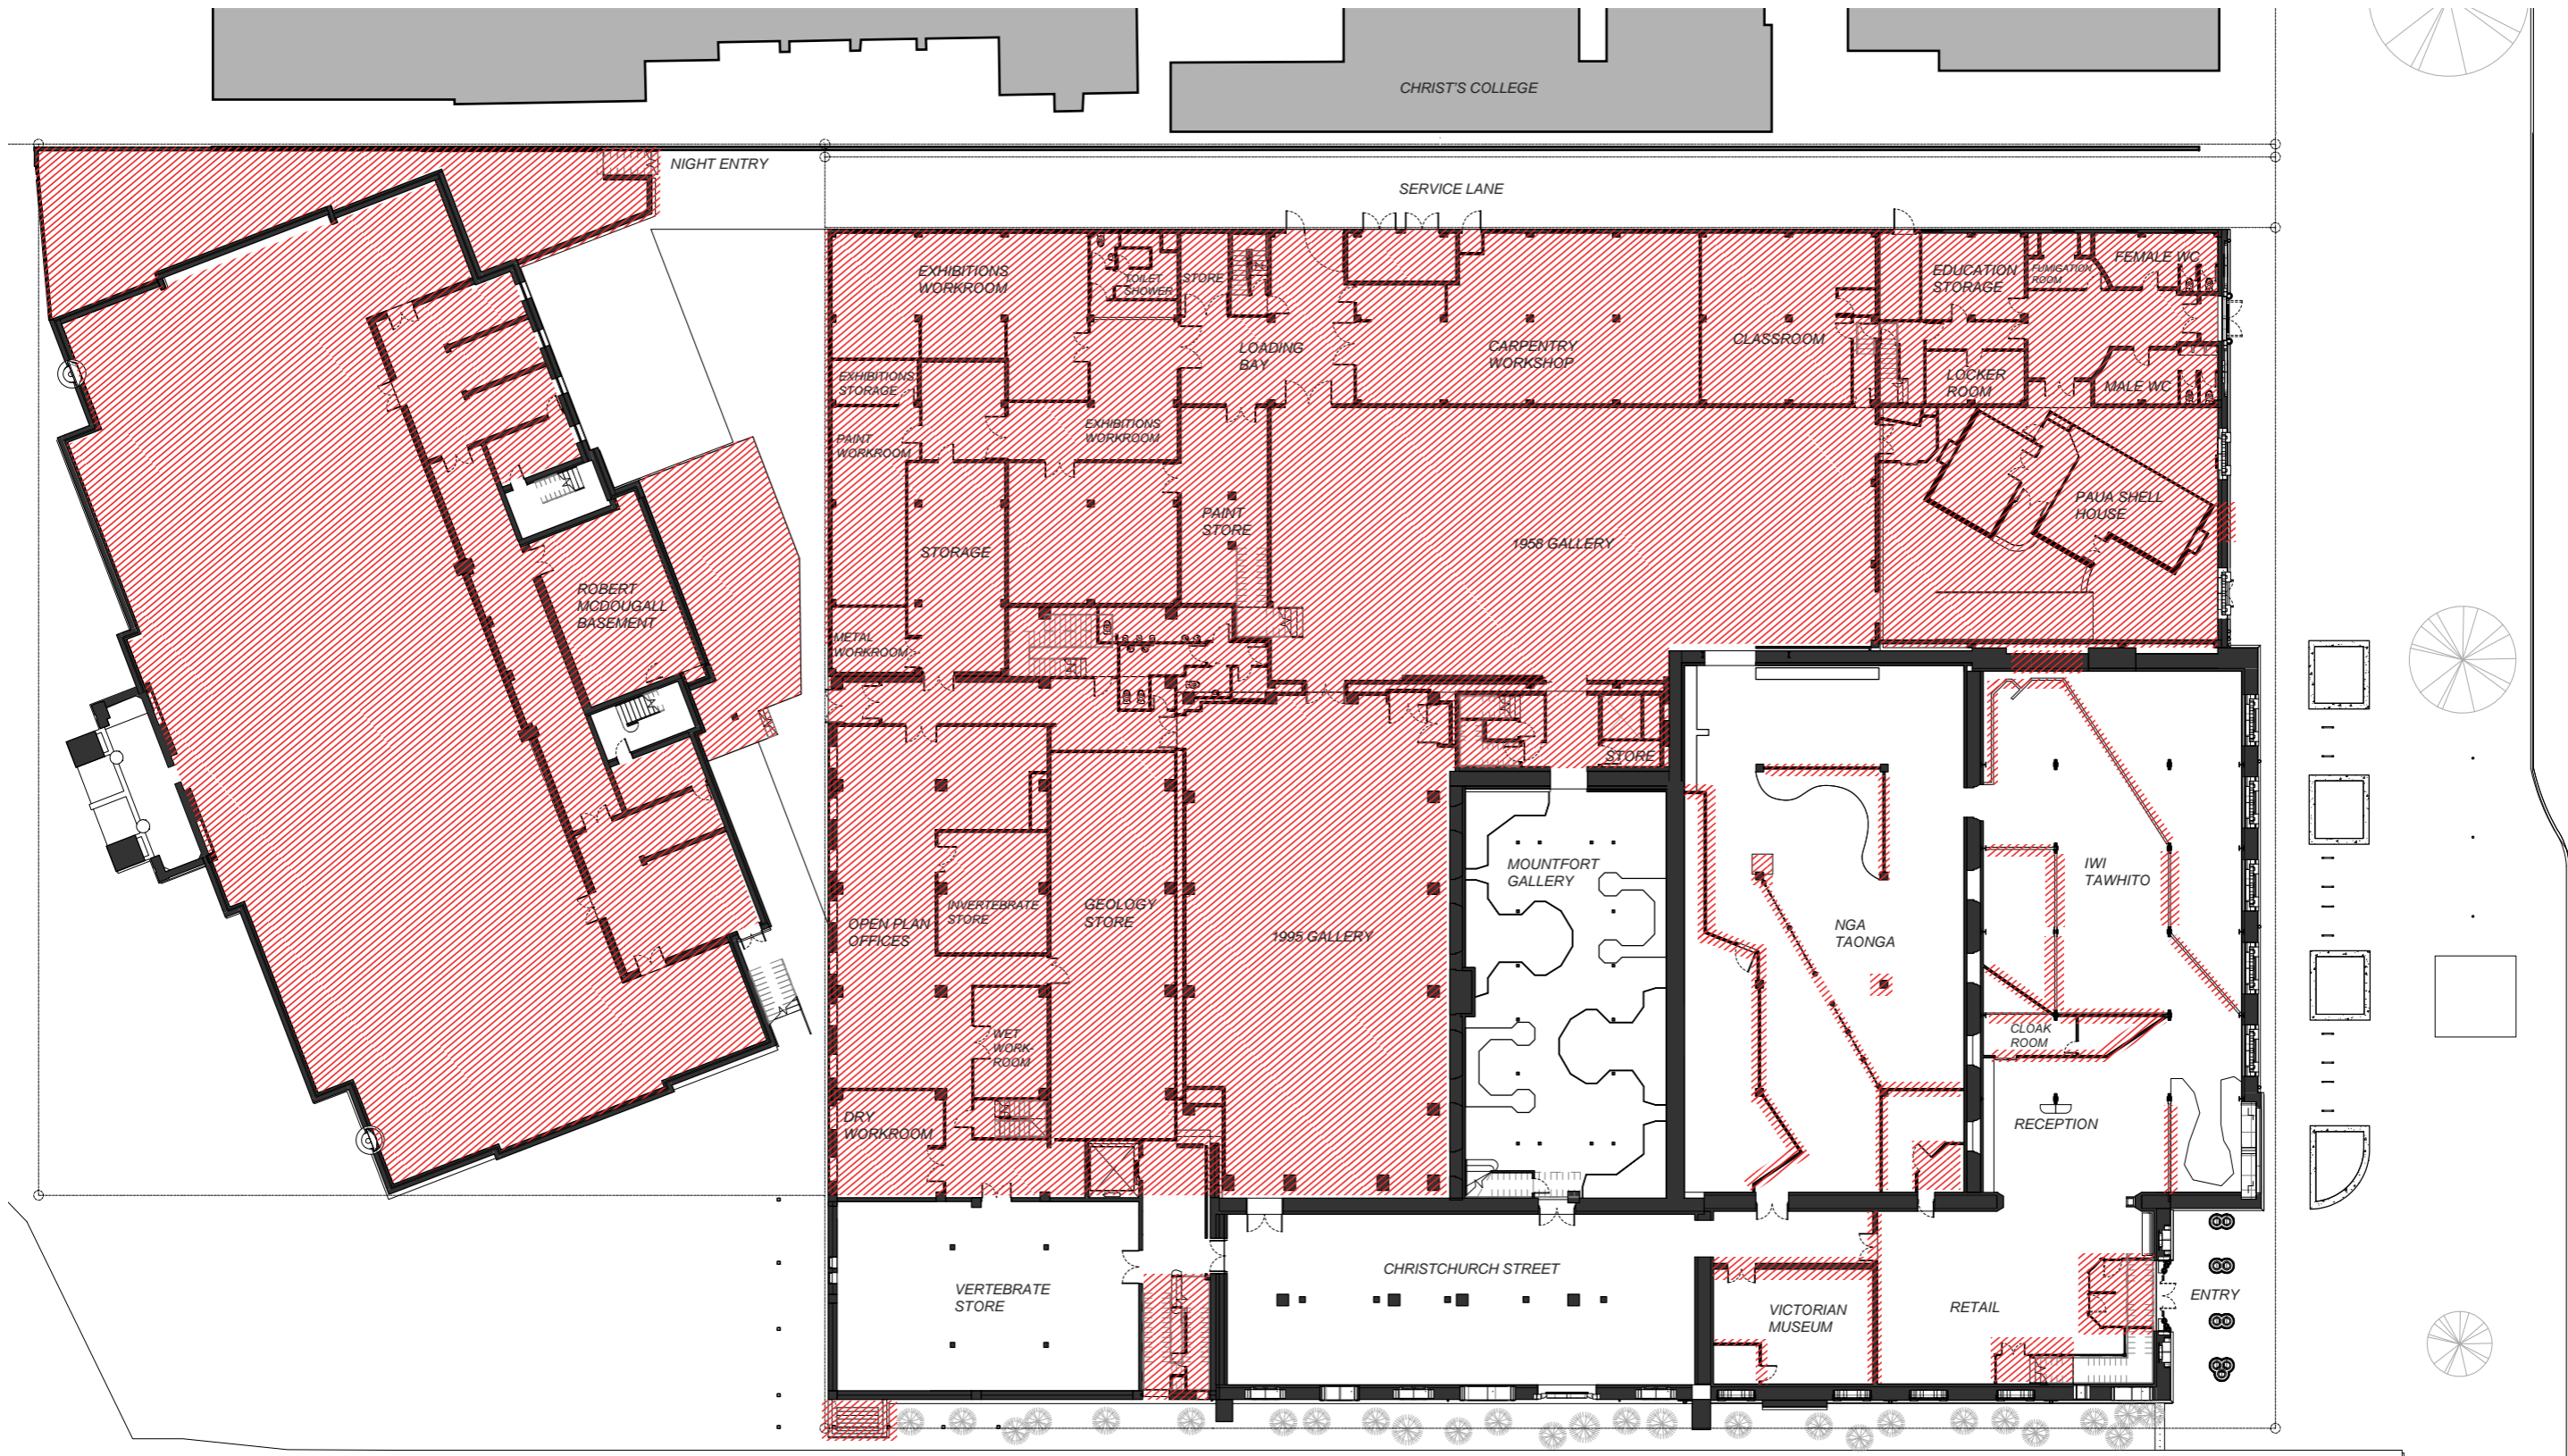 CHRIST'S COLLEGE
NIGHT ENTRY
SERVICE LANE
EXHIBITIONS
WORKROOM
TOILET
SHOWER
STORE
LOADING
BAY
CARPENTRY
WORKSHOP
CLASSROOM
EDUCATION
STORAGE
FUMIGATION
ROOM
FEMALE WC
LOCKER
ROOM
MALE WC
EXHIBITIONS
STORAGE
PAINT
WORKROOM
EXHIBITIONS
WORKROOM
STORAGE
PAINT
STORE
1958 GALLERY
PAUA SHELL
HOUSE
ROBERT
MCDOUGALL
BASEMENT
METAL
WORKROOM
STORE
OPEN PLAN
OFFICES
INVERTEBRATE
STORE
GEOLOGY
STORE
1995 GALLERY
MOUNTFORT
GALLERY
NGA
TAONGA
IWI
TAWHITO
WET
WORK-
ROOM
CLOAK
ROOM
DRY
WORKROOM
RECEPTION
VERTEBRATE
STORE
CHRISTCHURCH STREET
VICTORIAN
MUSEUM
RETAIL
ENTRY